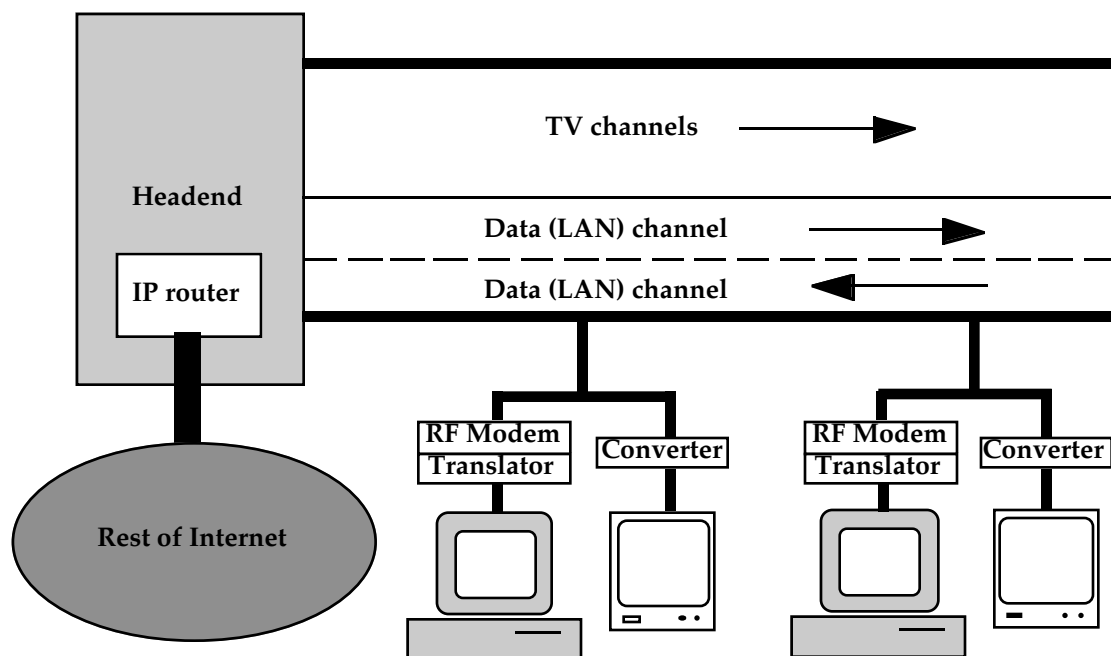 TV channels
Headend
Data (LAN) channel
IP router
Data (LAN) channel
RF Modem
Translator
Converter
RF Modem
Translator
Converter
Rest of Internet